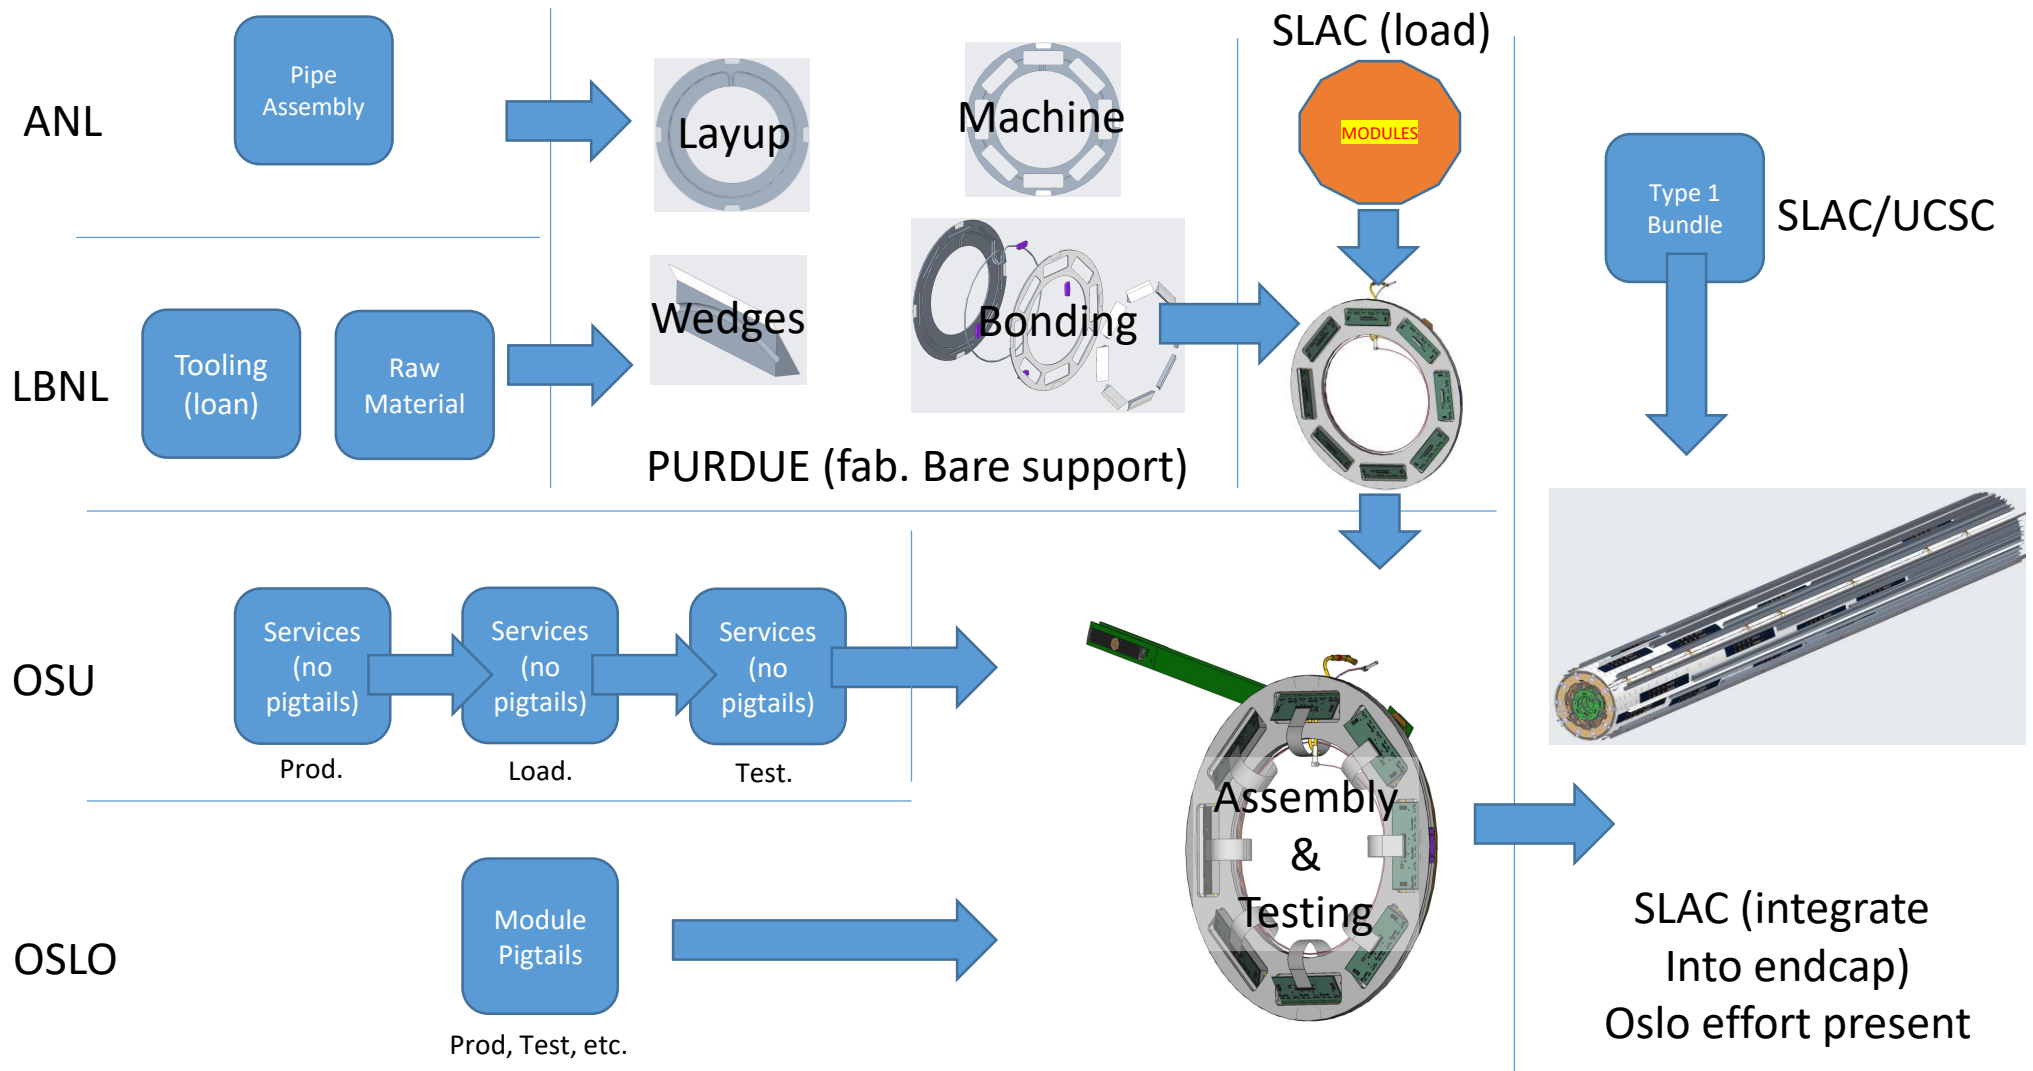 SLAC (load)
Pipe
Assembly
ANL
Layup
Machine
MODULES
Type 1
Bundle
SLAC/UCSC
LBNL
Tooling
(loan)
Raw
Material
Wedges
Bonding
PURDUE (fab. Bare support)
OSU
Services
(no
pigtails)
Prod.
Services
(no
pigtails)
Load.
Services
(no
pigtails)
Test.
Assembly
&
Testing
OSLO
Module
Pigtails
Prod, Test, etc.
SLAC (integrate
Into endcap)
Oslo effort present